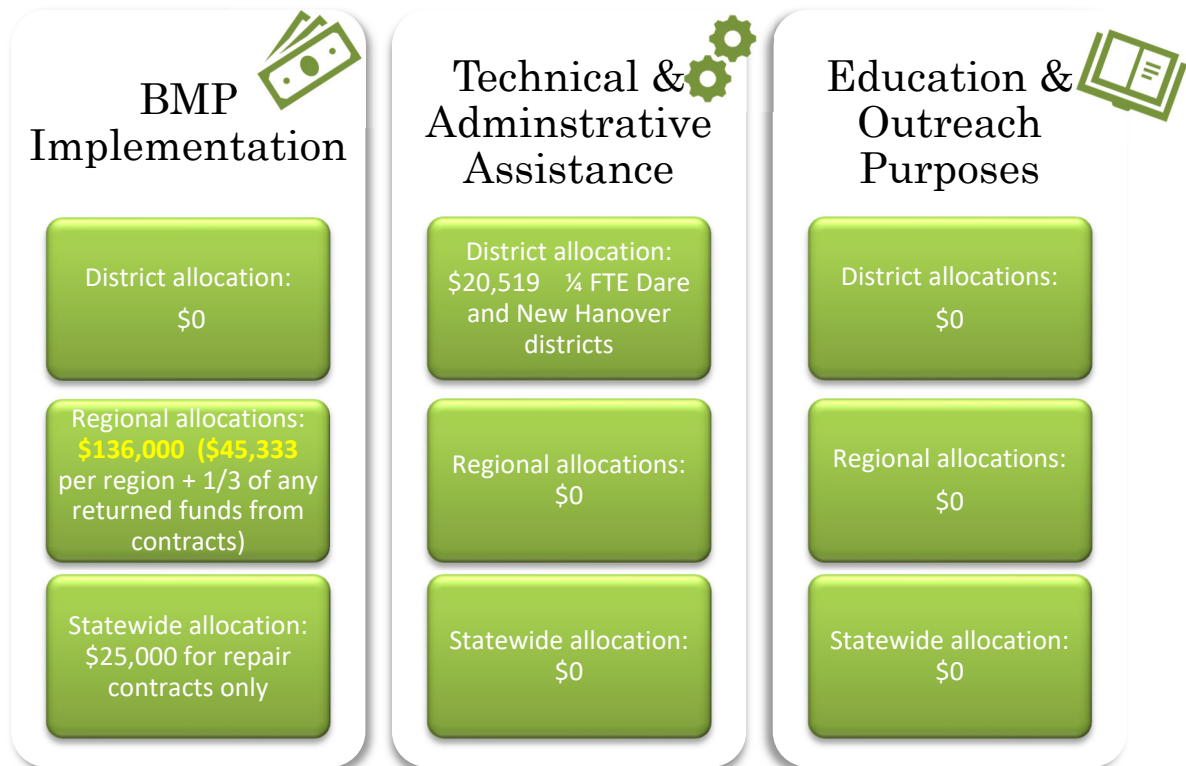 BMP
Implementation
District allocation:
$0
Regional allocations:
$136,000 ($45,333
per region + 1/3 of any
returned funds from
contracts)
Statewide allocation:
$25,000 for repair
contracts only
Technical &
Adminstrative
Assistance
District allocation:
$20,519 ¼ FTE Dare
and New Hanover
districts
Regional allocations:
$0
Statewide allocation:
$0
Education &
Outreach
Purposes
District allocations:
$0
Regional allocations:
$0
Statewide allocation:
$0